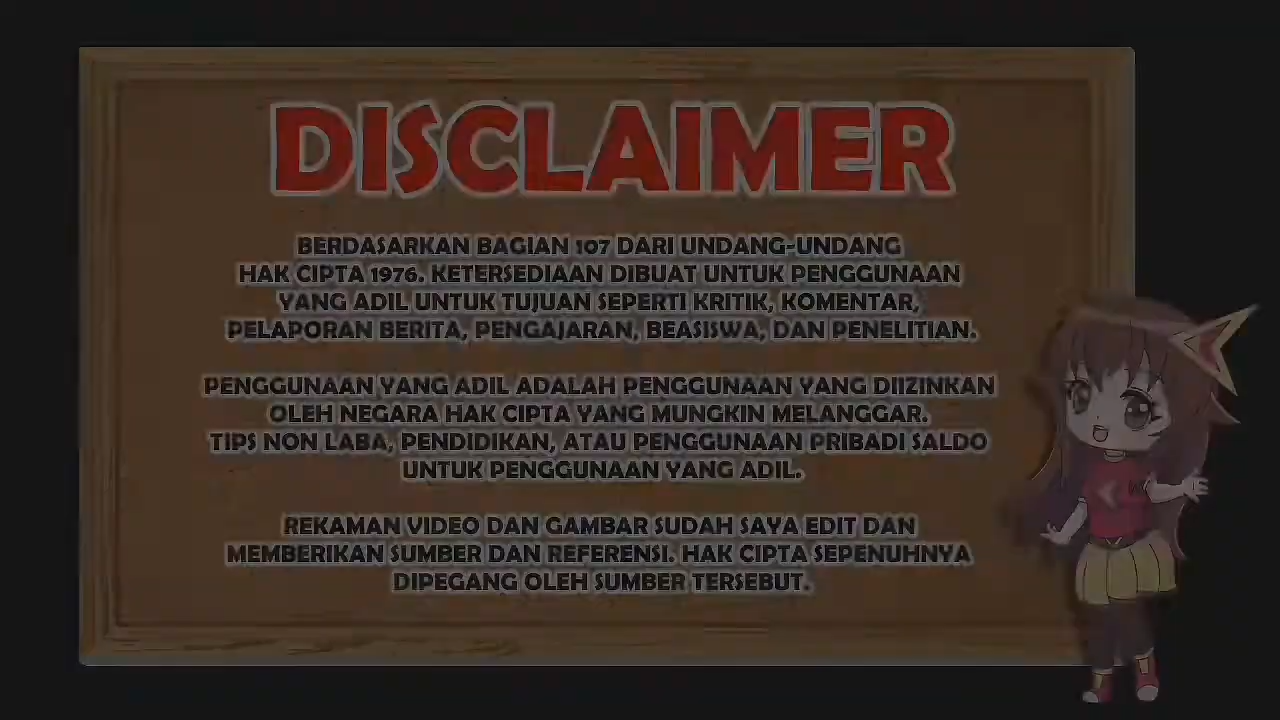 DISCLAIMER
BERDASARKAN BAGIAN 107 DARI UNDANG-UNDANG
HAK CIPTA 1976. KETERSEDIAAN DIBUAT UNTUK PENGGUNAAN
YANG ADIL UNTUK TUJUAN SEPERTI KRITIK, KOMENTAR,
PELAPORAN BERITA, PENGAJARAN, BEASISWA, DAN PENELITIAN.
PENGGUNAAN YANG ADIL ADALAH PENGGUNAAN YANG DIIZINKAN
OLEH NEGARA HAK CIPTA YANG MUNGKIN MELANGGAR.
TIPS NON LABA, PENDIDIKAN, ATAU PENGGUNAAN PRIBADI SALDO
UNTUK PENGGUNAAN YANG ADIL.
REKAMAN VIDEO DAN GAMBAR SUDAH SAYA EDIT DAN
MEMBERIKAN SUMBER DAN REFERENSI. HAK CIPTA SEPENUHNYA
DIPEGANG OLEH SUMBER TERSEBUT.